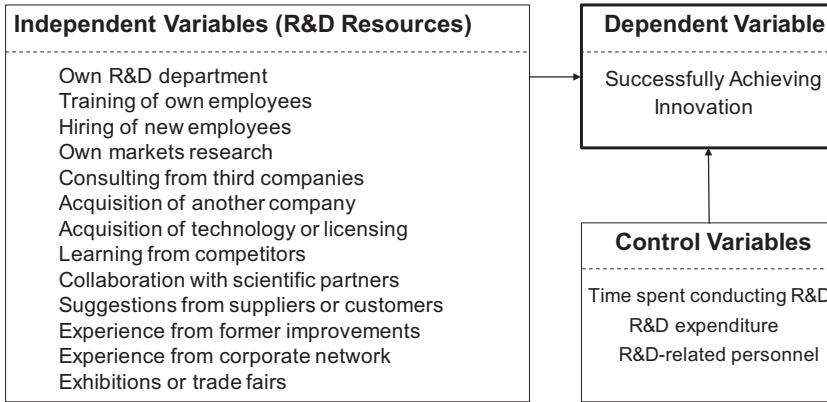 Independent Variables (R&D Resources)
Own R&D department
Training of own employees
Hiring of new employees
Own markets research
Consulting from third companies
Acquisition of another company
Acquisition of technology or licensing
Learning from competitors
Collaboration with scientific partners
Suggestions from suppliers or customers
Experience from former improvements
Experience from corporate network
Exhibitions or trade fairs
Dependent Variable
Successfully Achieving
Innovation
Control Variables
Time spent conducting R&D
R&D expenditure
R&D-related personnel